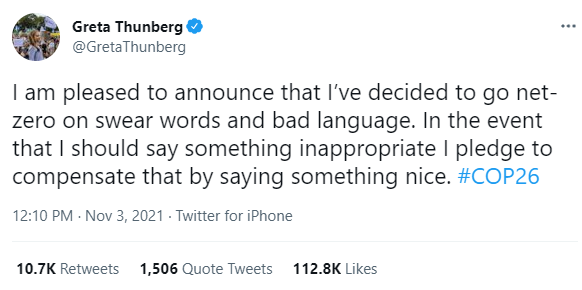 Greta Thunberg
@GretaThunberg
I am pleased to announce that I've decided to go net-
zero on swear words and bad language. In the event
that I should say something inappropriate I pledge to
compensate that by saying something nice. #COP26
12:10 PM · Nov 3, 2021 · Twitter for iPhone
10.7K Retweets 1,506 Quote Tweets 112.8K Likes